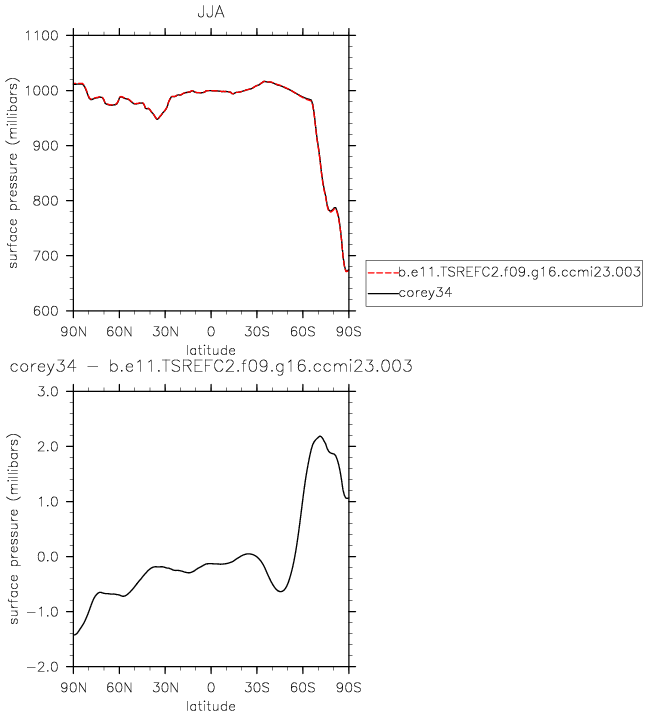 JJA
1100
1000
900
800
700
600
surface pressure (millibars)
90N 60N 30N 0 30S 60S 90S
latitude
b.e11.TSREFC2.f09.g16.ccmi23.003
corey34
corey34 − b.e11.TSREFC2.f09.g16.ccmi23.003
3.0
2.0
1.0
0.0
−1.0
−2.0
surface pressure (millibars)
90N 60N 30N 0 30S 60S 90S
latitude